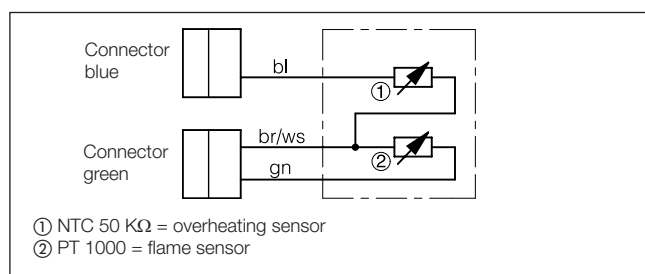 Connector
blue
bl
①
Connector
green
br/ws
gn
②
① NTC 50 KΩ = overheating sensor
② PT 1000 = flame sensor